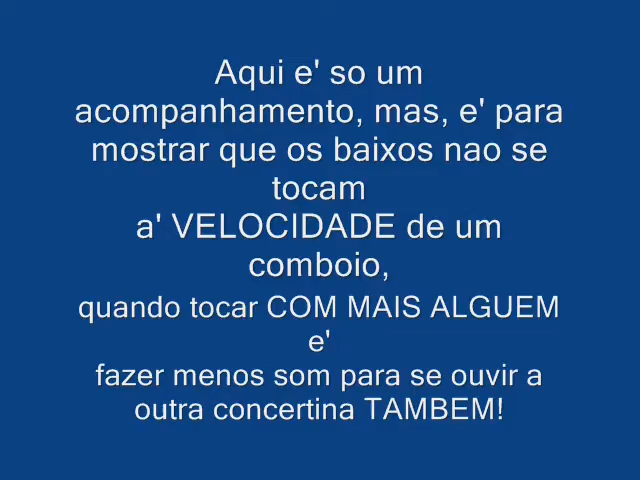 Aqui e' so um
acompanhamento, mas, e' para
mostrar que os baixos nao se
tocam
a' VELOCIDADE de um
comboio,
quando tocar COM MAIS ALGUEM
e'
fazer menos som para se ouvir a
outra concertina TAMBEM!